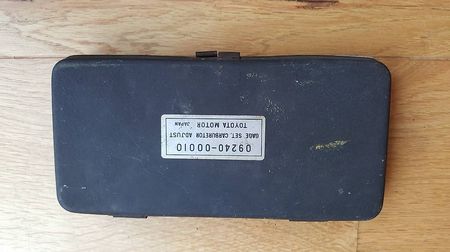 09240-00010
GAGE SET, CARBURETOR ADJUST
TOYOTA MOTOR JAPAN